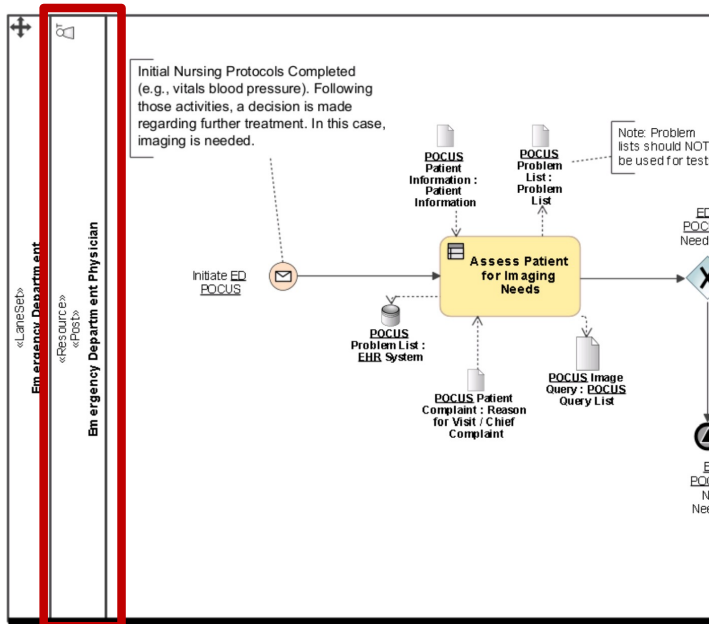 «LaneSet»
Emergency Department
«Resource»
«Post»
Emergency Department Physician
Initial Nursing Protocols Completed
(e.g., vitals blood pressure). Following
those activities, a decision is made
regarding further treatment. In this case,
imaging is needed.
POCUS
Patient
Information :
Patient
Information
POCUS
Problem
List :
Problem
List
Note: Problem
lists should NOT
be used for test
Initiate ED
POCUS
Assess Patient
for Imaging
Needs
POCUS
Problem List :
EHR System
POCUS Patient
Complaint : Reason
for Visit / Chief
Complaint
POCUS Image
Query : POCUS
Query List
Need